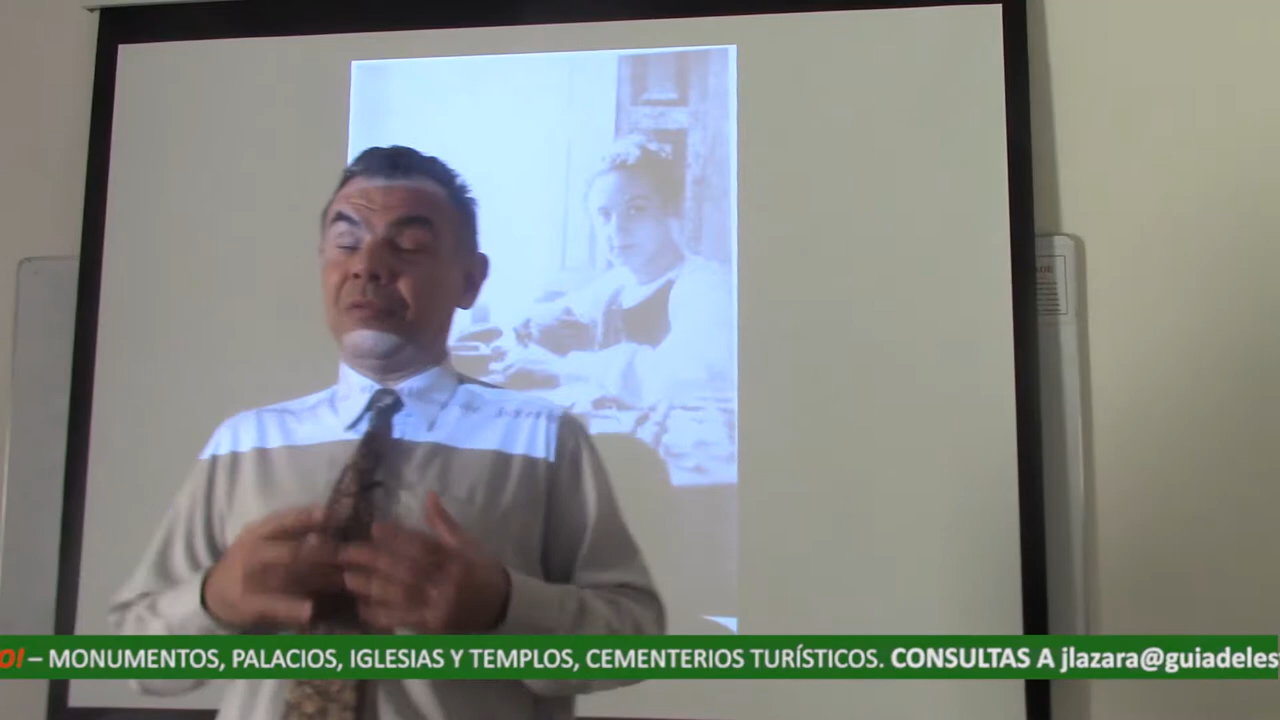 O! – MONUMENTOS, PALACIOS, IGLESIAS Y TEMPLOS, CEMENTERIOS TURÍSTICOS. CONSULTAS A jlazara@guiadeles